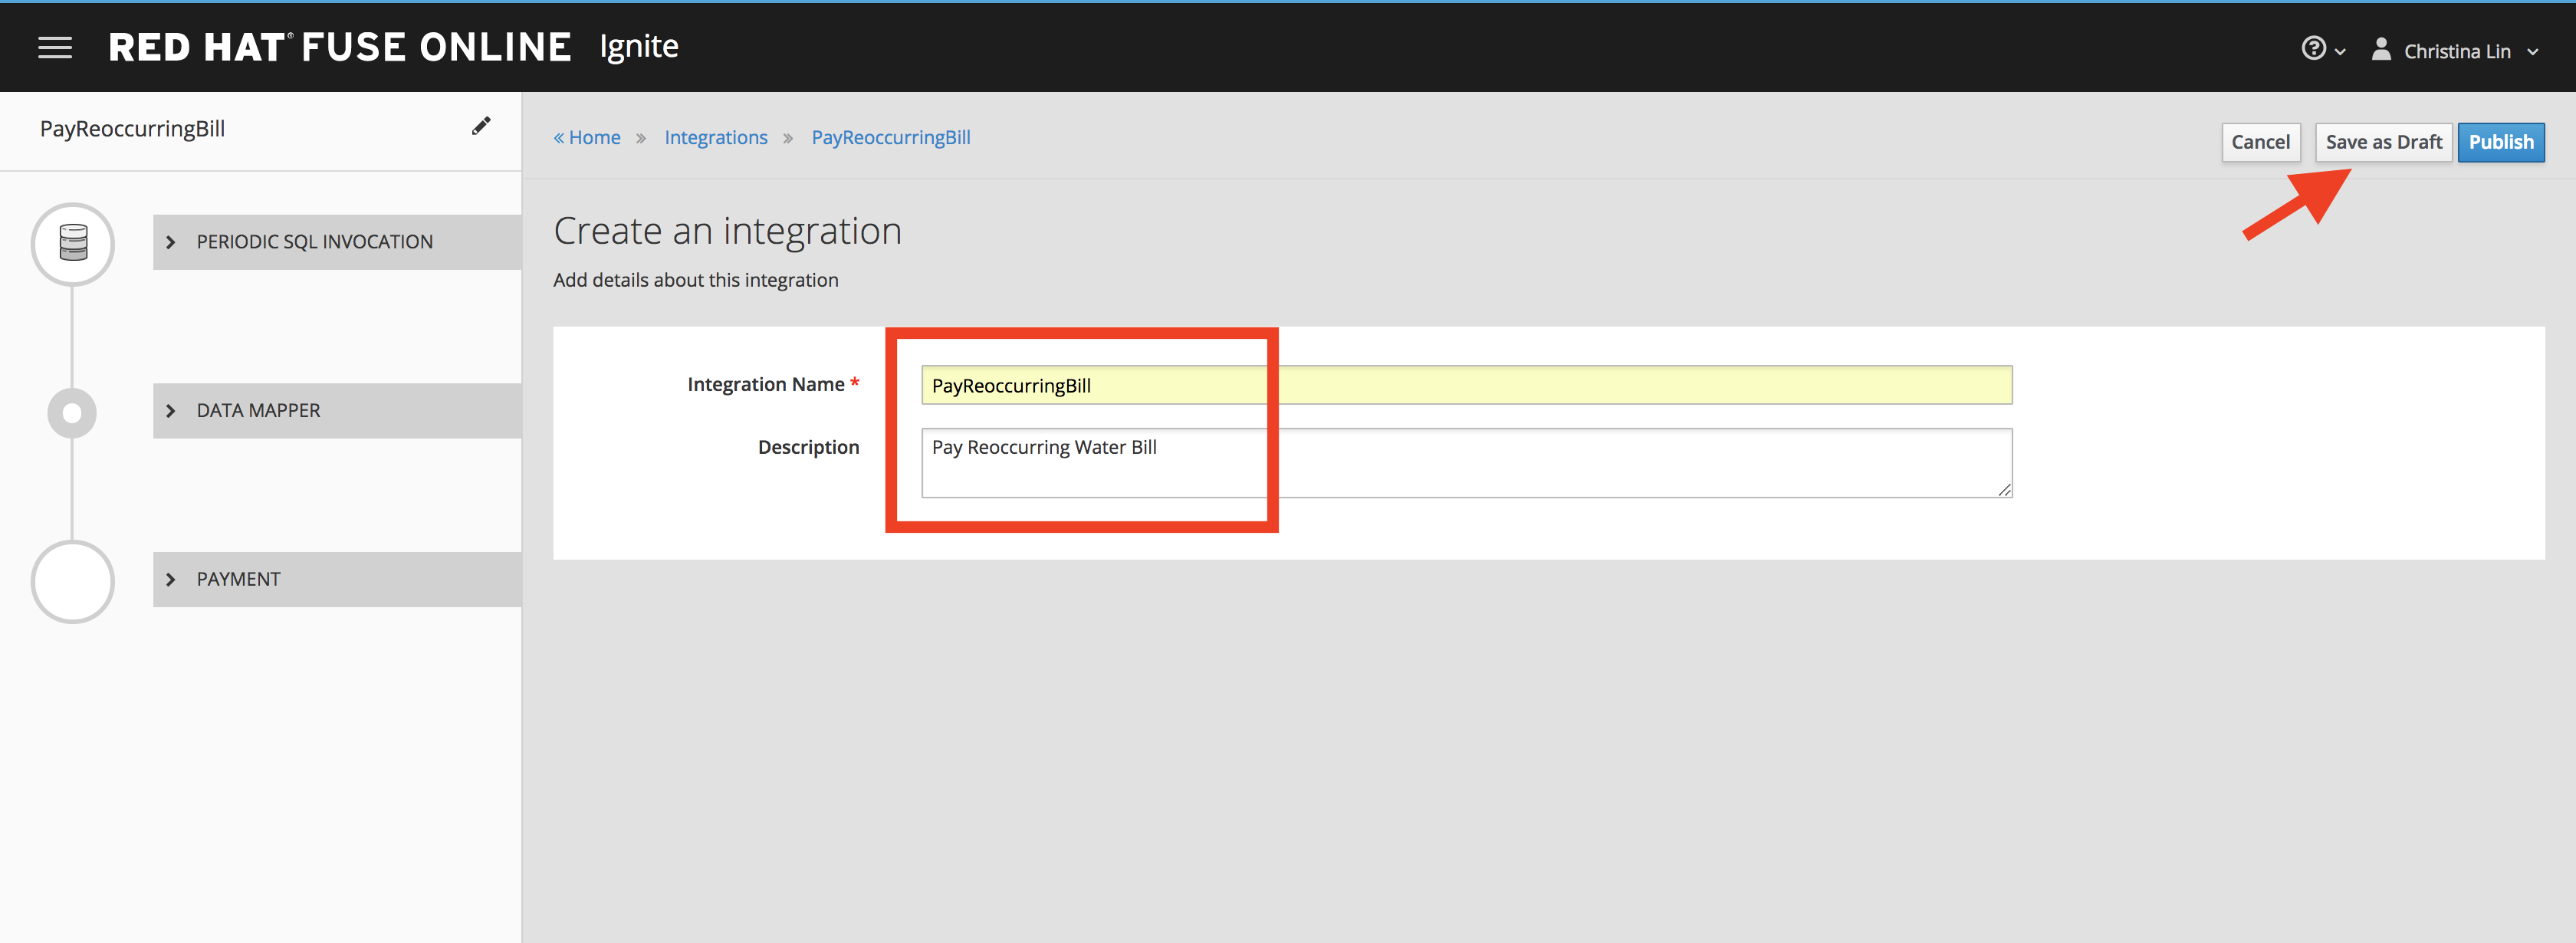 RED HAT® FUSE ONLINE Ignite
Christina Lin
PayReoccurringBill
« Home » Integrations » PayReoccurringBill
Cancel Save as Draft Publish
PERIODIC SQL INVOCATION
DATA MAPPER
PAYMENT
Create an integration
Add details about this integration
Integration Name * PayReoccurringBill
Description Pay Reoccurring Water Bill